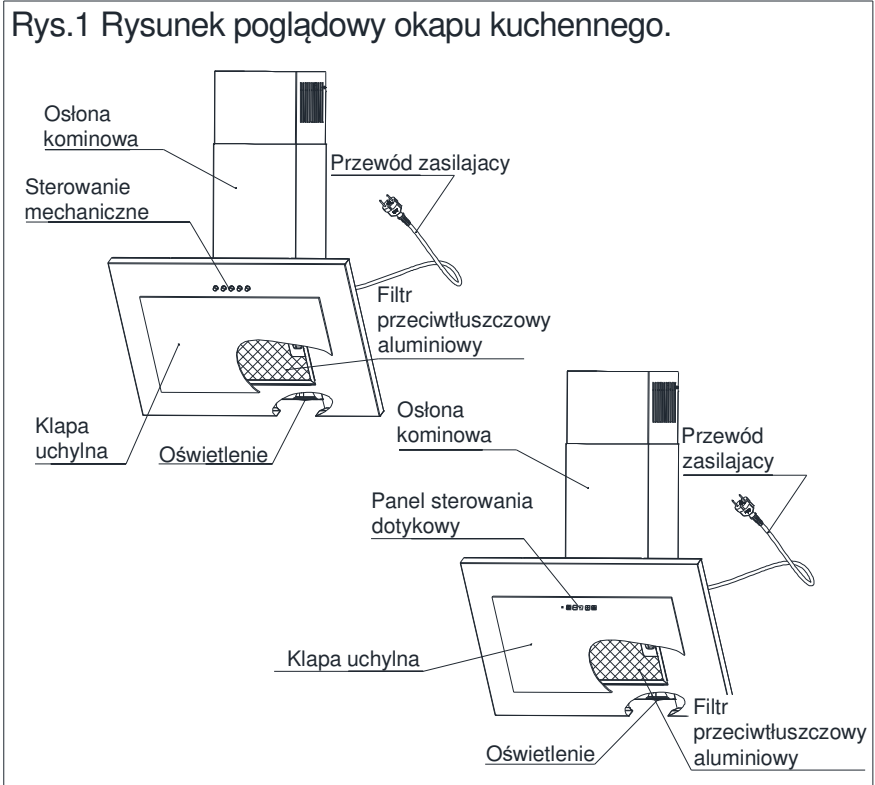 Rys.1 Rysunek poglądowy okapu kuchennego.
Osłona
kominowa
Przewód zasilajacy
Sterowanie
mechaniczne
Filtr
przeciwtłuszczowy
aluminiowy
Klapa
uchylna
Oświetlenie
Osłona
kominowa
Przewód
zasilajacy
Panel sterowania
dotykowy
Klapa uchylna
Filtr
przeciwtłuszczowy
aluminiowy
Oświetlenie